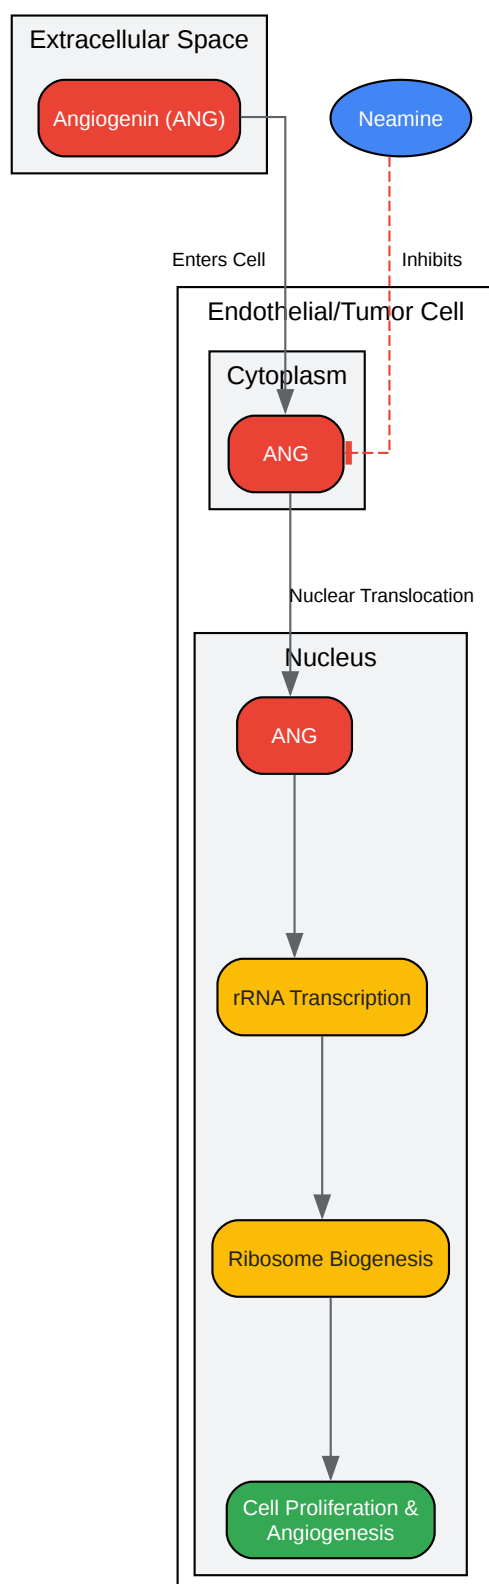 Extracellular Space
Angiogenin (ANG)
Neamine
Enters Cell
Inhibits
Endothelial/Tumor Cell
Cytoplasm
ANG
Nuclear Translocation
Nucleus
ANG
rRNA Transcription
Ribosome Biogenesis
Cell Proliferation &
Angiogenesis